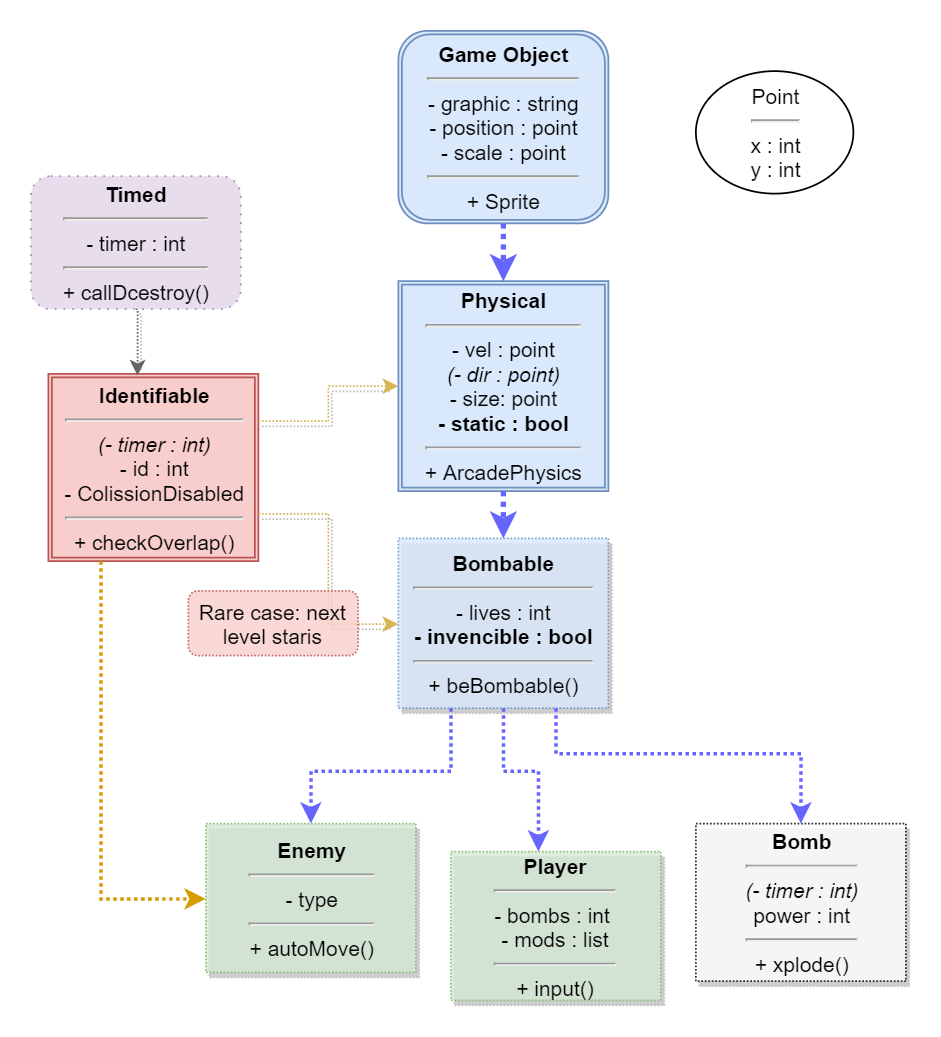 Game Object
- graphic : string
- position : point
- scale : point
+ Sprite
Point
x : int
y : int
Timed
- timer : int
+ callDcestroy()
Physical
- vel : point
(- dir : point)
- size: point
- static : bool
+ ArcadePhysics
Identifiable
(- timer : int)
- id : int
- ColissionDisabled
+ checkOverlap()
Bombable
- lives : int
- invencible : bool
+ beBombable()
Rare case: next
level staris
Enemy
- type
+ autoMove()
Player
- bombs : int
- mods : list
+ input()
Bomb
(- timer : int)
power : int
+ xplode()